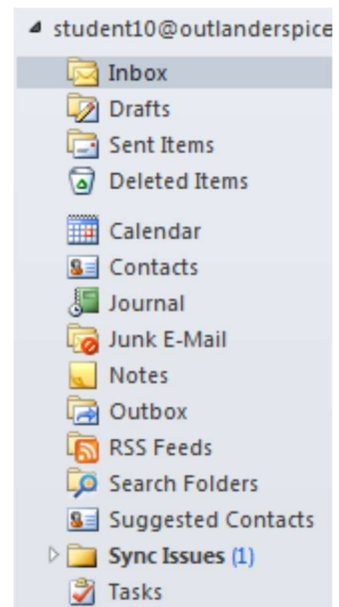 student10@outlanderspice
Inbox
Drafts
Sent Items
Deleted Items
Calendar
Contacts
Journal
Junk E-Mail
Notes
Outbox
RSS Feeds
Search Folders
Suggested Contacts
Sync Issues (1)
Tasks